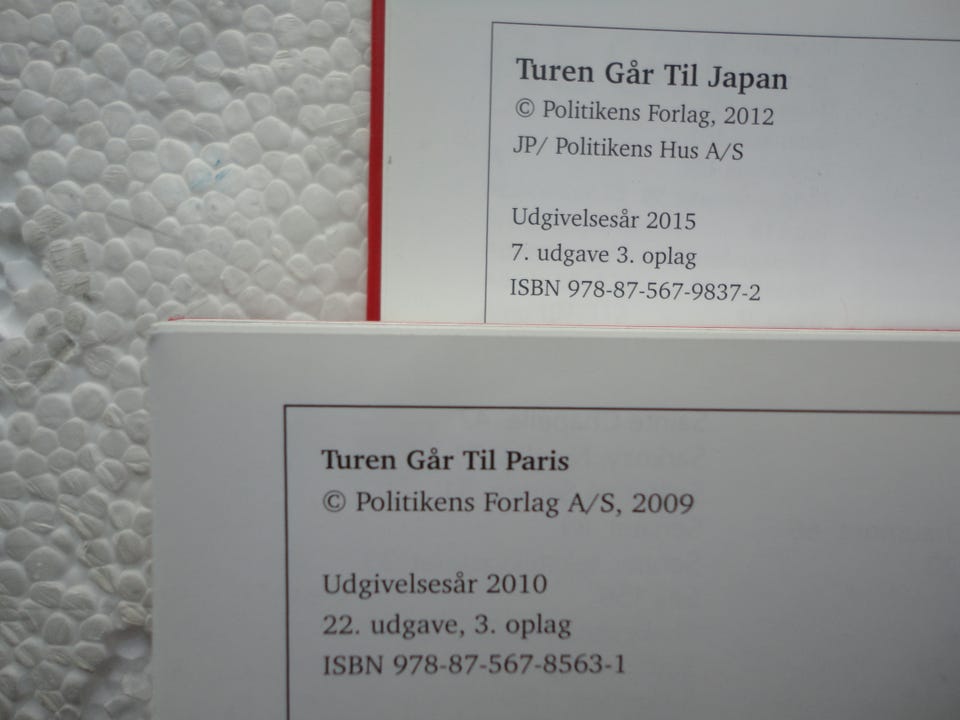 Turen Går Til Japan
© Politikens Forlag, 2012
JP/ Politikens Hus A/S
Udgivelsesår 2015
7. udgave 3. oplag
ISBN 978-87-567-9837-2
Turen Går Til Paris
© Politikens Forlag A/S, 2009
Udgivelsesår 2010
22. udgave, 3. oplag
ISBN 978-87-567-8563-1